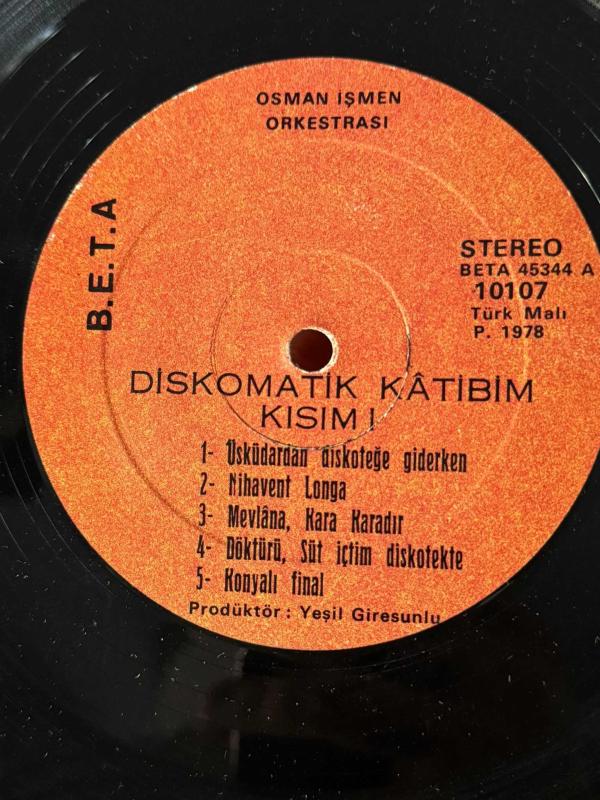 OSMAN İŞMEN
ORKESTRASI
B.E.T.A
STEREO
BETA 45344 A
10107
Türk Malı
P. 1978
DİSKOMATİK KÂTİBİM
KISIM I
1- Üsküdardan diskoteğe giderken
2- Nihavent Longa
3- Mevlâna, Kara Karadır
4- Döktürü, Süt içtim diskotekte
5- Konyalı final
Prodüktör : Yeşil Giresunlu